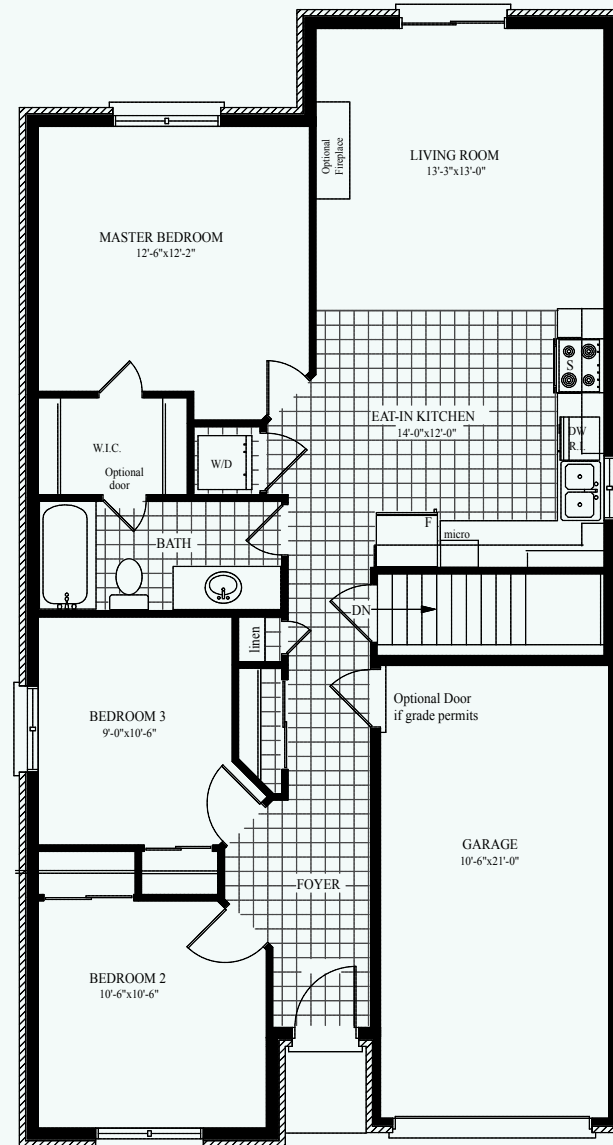 LIVING ROOM
13'-3"x13'-0"
Optional
Fireplace
MASTER BEDROOM
12'-6"x12'-2"
S
EAT-IN KITCHEN
14'-0"x12'-0"
DW
R.I.
W.I.C.
Optional
door
W/D
F
micro
BATH
DN
linen
Optional Door
if grade permits
BEDROOM 3
9'-0"x10'-6"
GARAGE
10'-6"x21'-0"
FOYER
BEDROOM 2
10'-6"x10'-6"